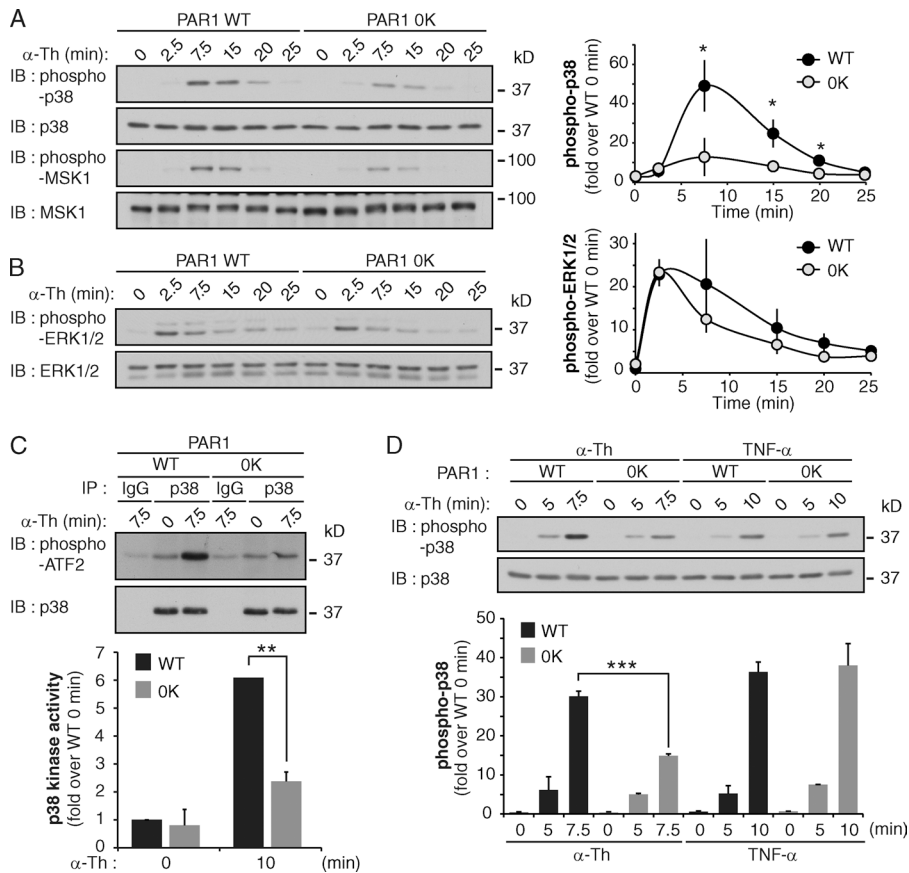 A
PAR1 WT PAR1 0K
α-Th (min): 0 2.5 7.5 15 20 25 0 2.5 7.5 15 20 25 kD
IB : phospho
-p38 37
IB : p38 37
IB : phospho 100
-MSK1
100
IB : MSK1
phospho-p38
(fold over WT 0 min)
WT
0K
* * *
60
40
20
0
0 5 10 15 20 25
Time (min)
B
PAR1 WT PAR1 0K
α-Th (min): 0 2.5 7.5 15 20 25 0 2.5 7.5 15 20 25 kD
IB : phospho
-ERK1/2 37
IB : ERK1/2 37
phospho-ERK1/2
(fold over WT 0 min)
WT
0K
30
20
10
0
0 5 10 15 20 25
Time (min)
C
PAR1
WT 0K
IP : IgG p38 IgG p38
α-Th (min): 7.5 0 7.5 7.5 0 7.5 kD
IB : phospho
-ATF2 37
IB : p38 37
p38 kinase activity
(fold over WT 0 min)
WT
0K
**
7
6
5
4
3
2
1
0
α-Th : 0 10 (min)
D
α-Th TNF-α
PAR1 : WT 0K WT 0K
α-Th (min): 0 5 7.5 0 5 7.5 0 5 10 0 5 10 kD
IB : phospho
-p38 37
IB : p38 37
phospho-p38
(fold over WT 0 min)
WT
0K
***
50
40
30
20
10
0
0 5 7.5 0 5 7.5 0 5 10 0 5 10 (min)
α-Th TNF-α